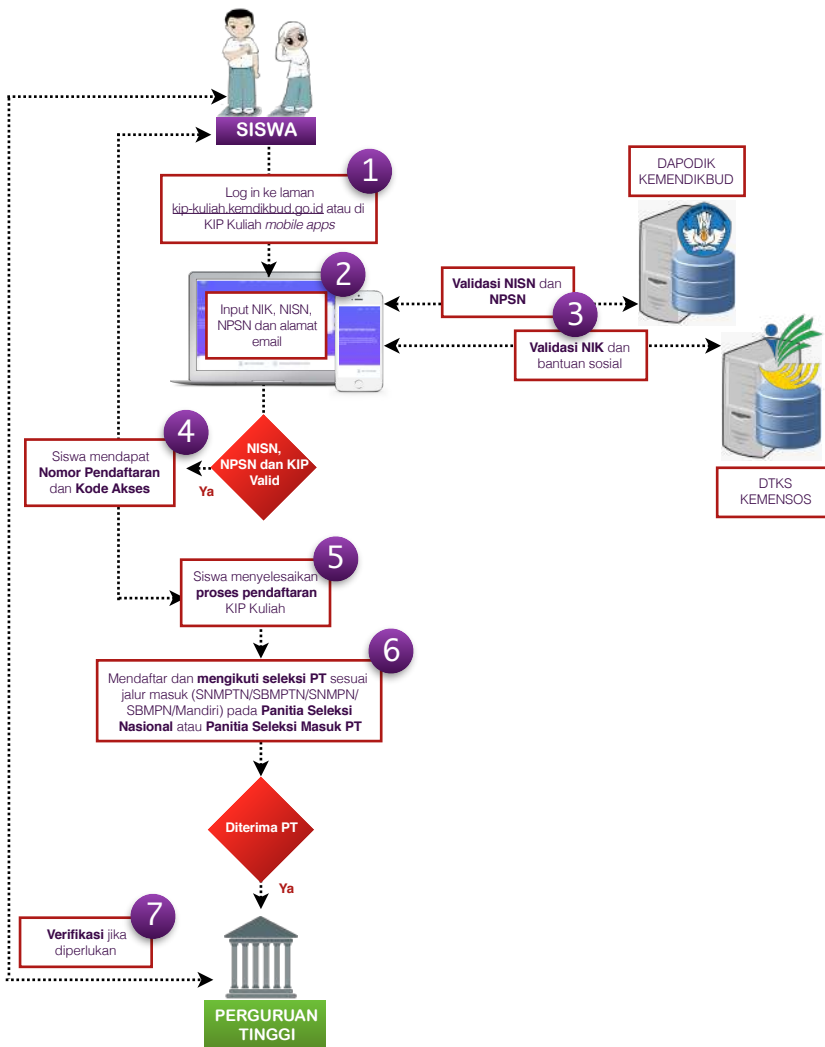 SISWA
1
Log in ke laman
kip-kuliah.kemdikbud.go.id atau di
KIP Kuliah mobile apps
DAPODIK
KEMENDIKBUD
2
Input NIK, NISN,
NPSN dan alamat
email
Validasi NISN dan
NPSN
3
Validasi NIK dan
bantuan sosial
DTKS
KEMENSOS
4
Siswa mendapat
Nomor Pendaftaran
dan Kode Akses
NISN,
NPSN dan KIP
Valid
Ya
5
Siswa menyelesaikan
proses pendaftaran
KIP Kuliah
6
Mendaftar dan mengikuti seleksi PT sesuai
jalur masuk (SNMPTN/SBMPTN/SNMPN/
SBMPN/Mandiri) pada Panitia Seleksi
Nasional atau Panitia Seleksi Masuk PT
Diterima PT
Ya
7
Verifikasi jika
diperlukan
PERGURUAN
TINGGI